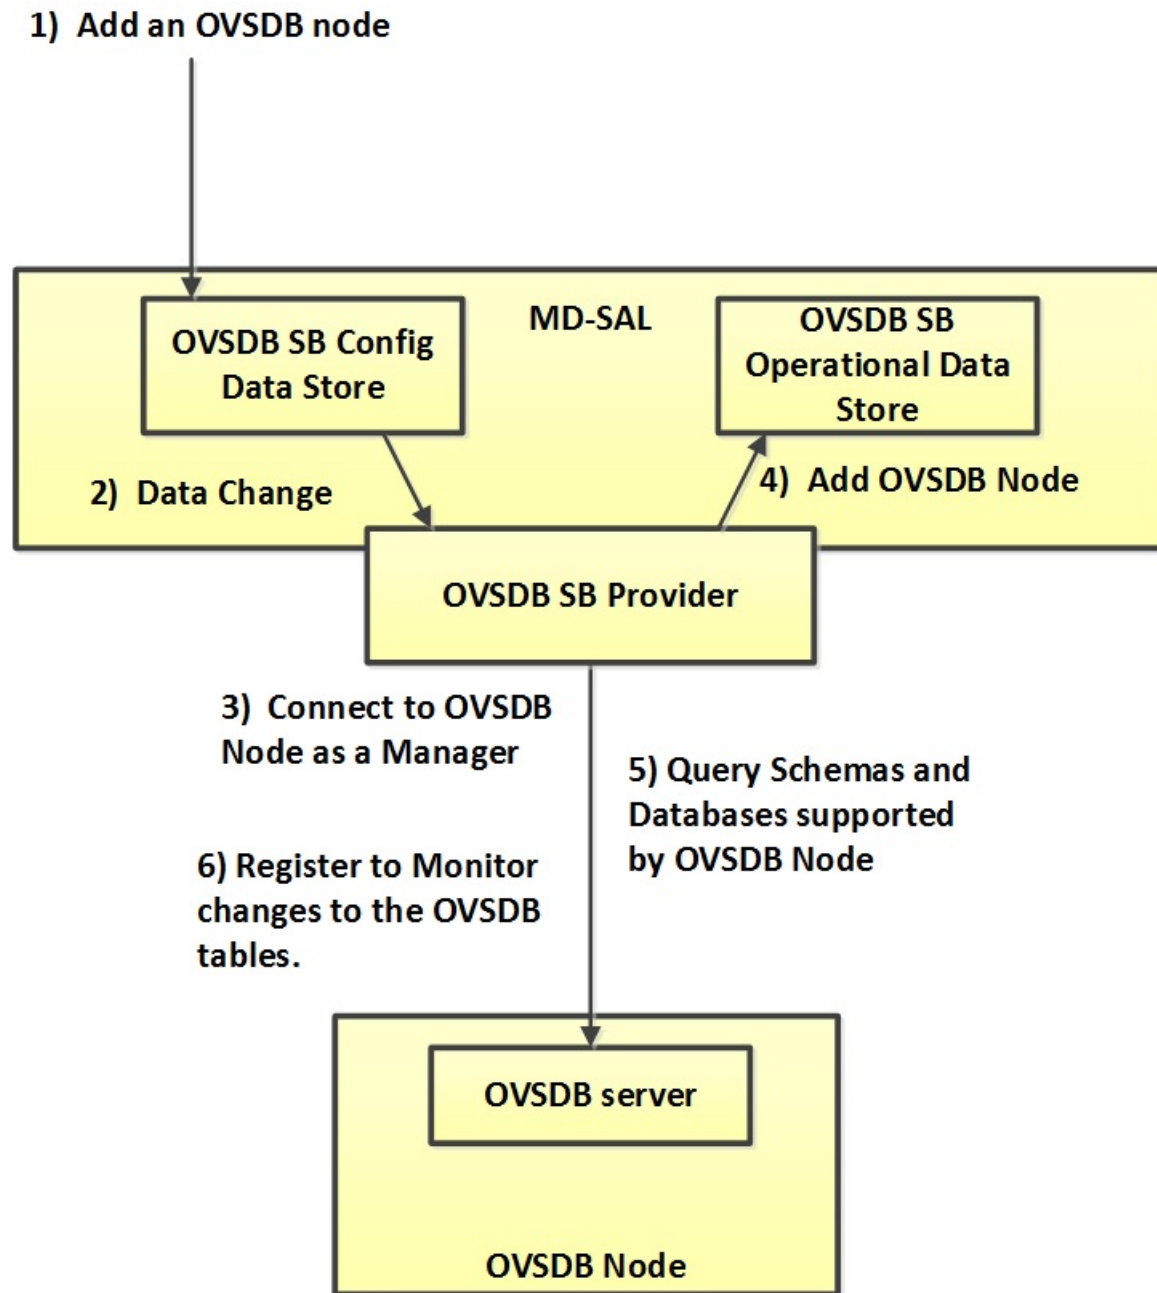 1) Add an OVSDB node
MD-SAL
OVSDB SB Config
Data Store
OVSDB SB
Operational Data
Store
2) Data Change
4) Add OVSDB Node
OVSDB SB Provider
3) Connect to OVSDB
Node as a Manager
5) Query Schemas and
Databases supported
by OVSDB Node
6) Register to Monitor
changes to the OVSDB
tables.
OVSDB server
OVSDB Node